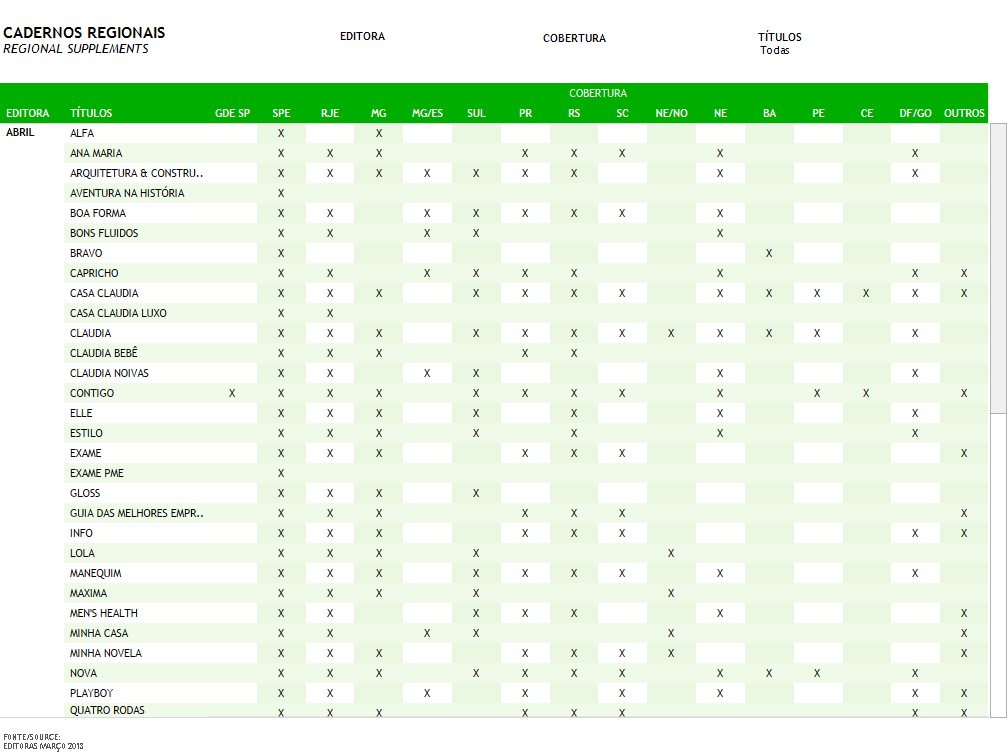 CADERNOS REGIONAIS
REGIONAL SUPPLEMENTS
EDITORA
COBERTURA
TÍTULOS
Todas
COBERTURA
EDITORA TÍTULOS GDE SP SPE RJE MG MG/ES SUL PR RS SC NE/NO NE BA PE CE DF/GO OUTROS
ABRIL ALFA X X
ANA MARIA X X X X X X X X
ARQUITETURA & CONSTRU.. X X X X X X X X X
AVENTURA NA HISTÓRIA X
BOA FORMA X X X X X X X X
BONS FLUIDOS X X X X X
BRAVO X X
CAPRICHO X X X X X X X X X
CASA CLAUDIA X X X X X X X X X X X X X
CASA CLAUDIA LUXO X X
CLAUDIA X X X X X X X X X X X X
CLAUDIA BEBÊ X X X X X
CLAUDIA NOIVAS X X X X X X
CONTIGO X X X X X X X X X X X X
ELLE X X X X X X X
ESTILO X X X X X X X
EXAME X X X X X X X
EXAME PME X
GLOSS X X X X
GUIA DAS MELHORES EMPR.. X X X X X X X
INFO X X X X X X X X
LOLA X X X X X
MANEQUIM X X X X X X X X X
MAXIMA X X X X X
MEN'S HEALTH X X X X X X X
MINHA CASA X X X X X X
MINHA NOVELA X X X X X X X X
NOVA X X X X X X X X X X X
PLAYBOY X X X X X X X X
QUATRO RODAS X X X X X X X X
FONTE/SOURCE:
EDITORAS MARÇO 2013